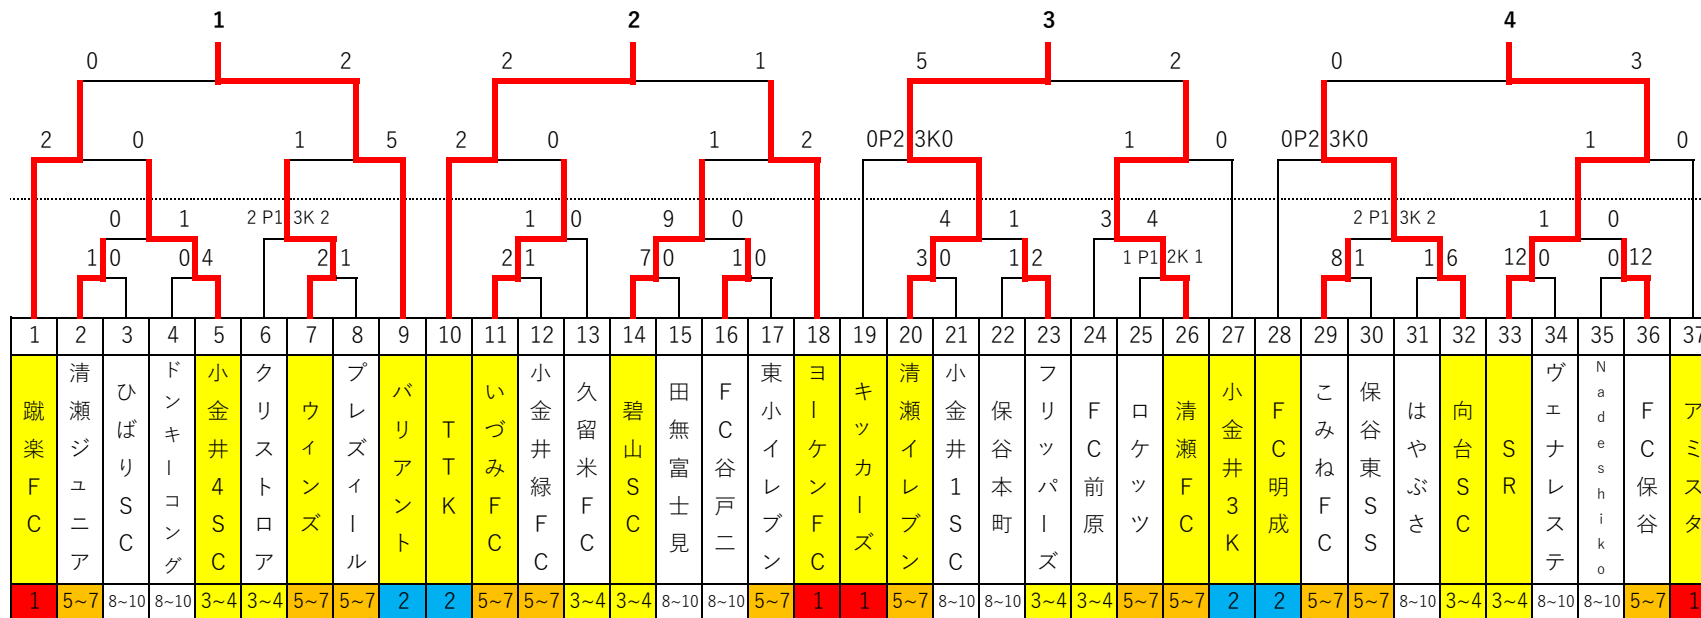 1 2 3 4
0 2 2 1 5 2 0 3
2 0 1 5 2 0 1 2 0P2 3K0 1 0 0P2 3K0 1 0
0 1 2 P1 3K 2 1 0 9 0 4 1 3 4 2 P1 3K 2 1 0
1 0 0 4 2 1 2 1 7 0 1 0 3 0 1 2 1 P1 2K 1 8 1 1 6 12 0 0 12
1 2 3 4 5 6 7 8 9 10 11 12 13 14 15 16 17 18 19 20 21 22 23 24 25 26 27 28 29 30 31 32 33 34 35 36 37
蹴楽FC
清瀬ジュニア
ひばりSC
ドンキーコング
小金井4SC
クリストロア
ウィンズ
プレズィール
バリアント
TTK
いづみFC
小金井緑FC
久留米FC
碧山SC
田無富士見
FC谷戸二
東小イレブン
ヨーケンFC
キッカーズ
清瀬イレブン
小金井1SC
保谷本町
フリッパーズ
FC前原
ロケッツ
清瀬FC
小金井3K
FC明成
こみねFC
保谷東SS
はやぶさ
向台SC
SR
ヴェナレステ
Nadeshiko
FC保谷
アミスタ
1 5~7 8~10 8~10 3~4 3~4 5~7 5~7 2 2 5~7 5~7 3~4 3~4 8~10 8~10 5~7 1 1 5~7 8~10 8~10 3~4 3~4 5~7 5~7 2 2 5~7 5~7 8~10 3~4 3~4 8~10 8~10 5~7 1